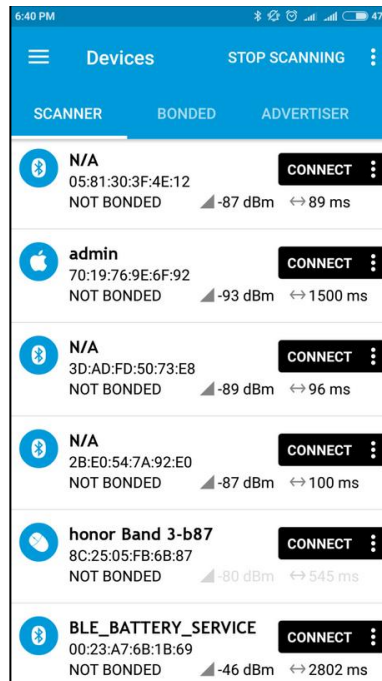 6:40 PM 47
Devices STOP SCANNING
SCANNER BONDED ADVERTISER
N/A
05:81:30:3F:4E:12 CONNECT
NOT BONDED -87 dBm ↔ 89 ms
admin
70:19:76:9E:6F:92 CONNECT
NOT BONDED -93 dBm ↔ 1500 ms
N/A
3D:AD:FD:50:73:E8 CONNECT
NOT BONDED -89 dBm ↔ 96 ms
N/A
2B:E0:54:7A:92:E0 CONNECT
NOT BONDED -87 dBm ↔ 100 ms
honor Band 3-b87
8C:25:05:FB:6B:87 CONNECT
NOT BONDED -80 dBm ↔ 545 ms
BLE_BATTERY_SERVICE
00:23:A7:6B:1B:69 CONNECT
NOT BONDED -46 dBm ↔ 2802 ms